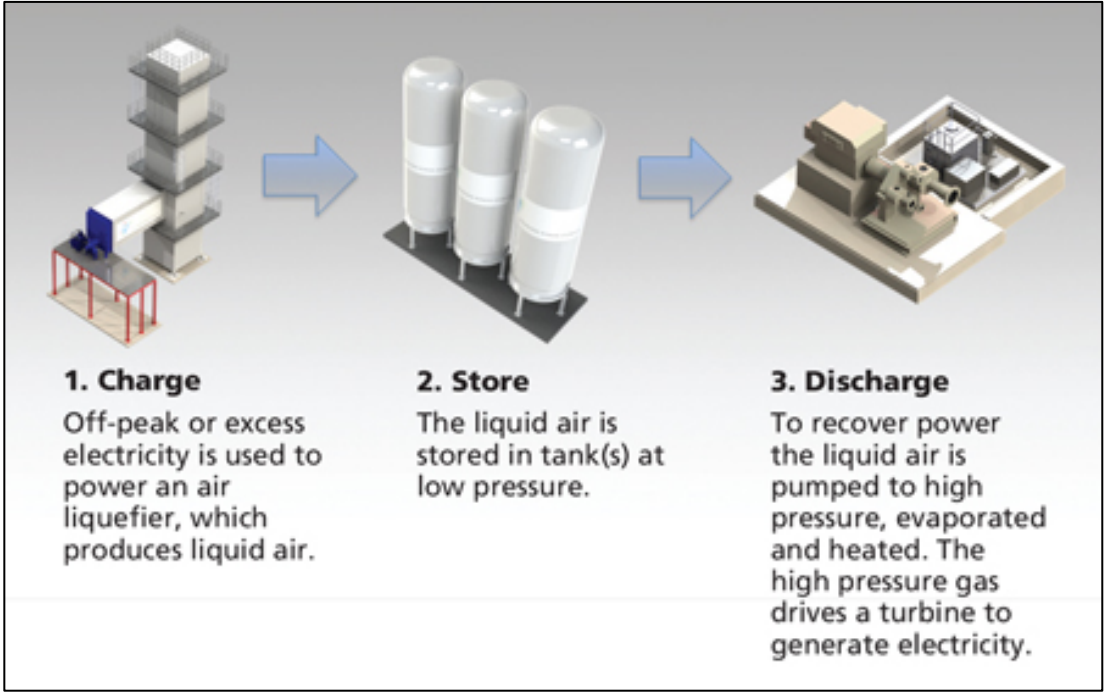 1. Charge
Off-peak or excess
electricity is used to
power an air
liquefier, which
produces liquid air.
2. Store
The liquid air is
stored in tank(s) at
low pressure.
3. Discharge
To recover power
the liquid air is
pumped to high
pressure, evaporated
and heated. The
high pressure gas
drives a turbine to
generate electricity.